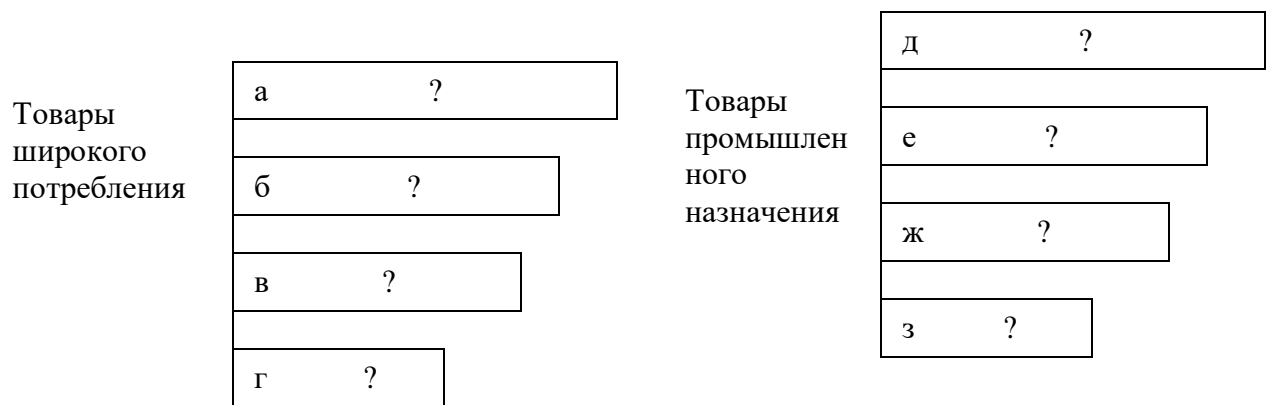 Товары
широкого
потребления
а ?
б ?
в ?
г ?
Товары
промышлен
ного
назначения
д ?
е ?
ж ?
з ?